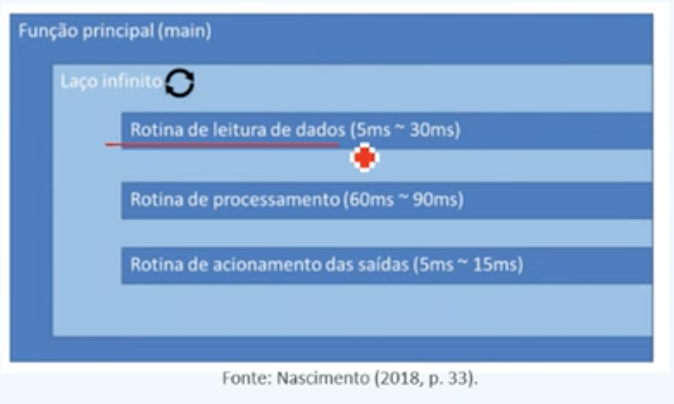 Função principal (main)
Laço infinito
Rotina de leitura de dados (5ms ~ 30ms)
Rotina de processamento (60ms ~ 90ms)
Rotina de acionamento das saídas (5ms ~ 15ms)
Fonte: Nascimento (2018, p. 33).